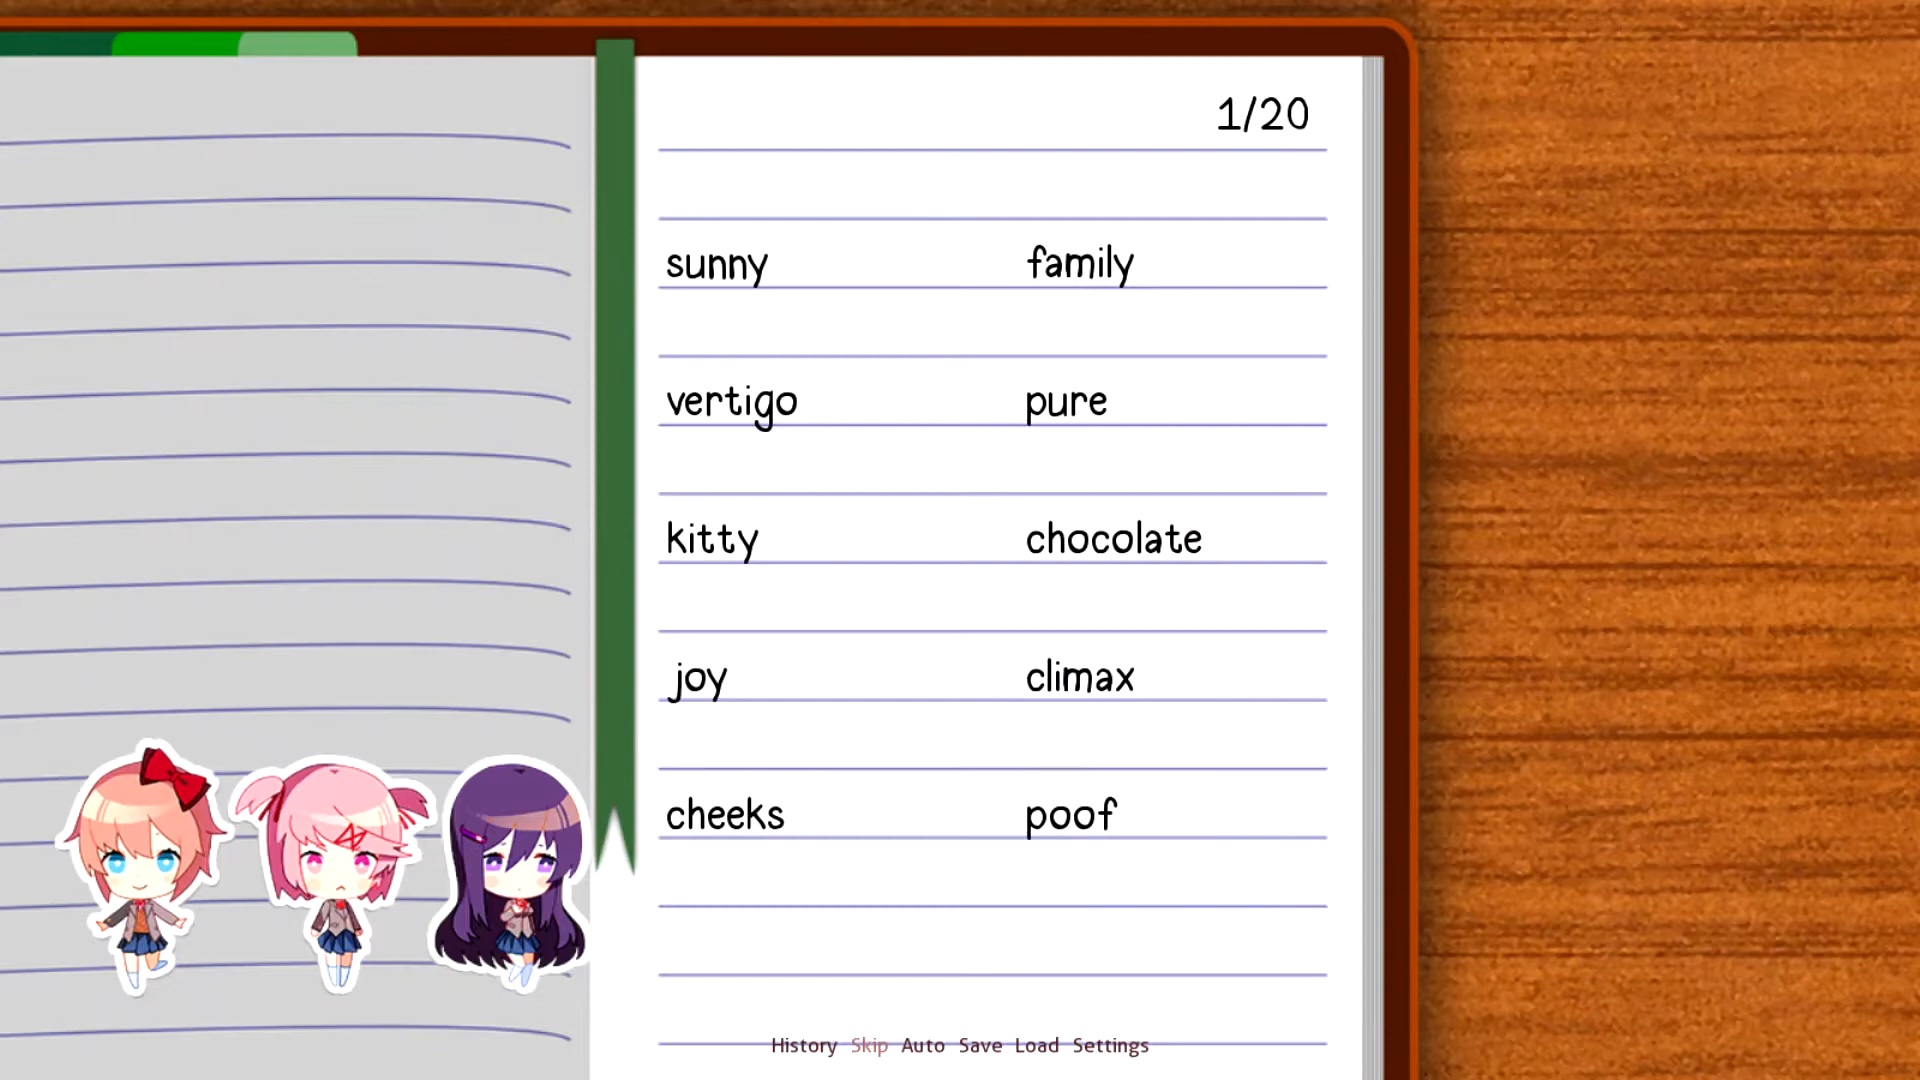 1/20
sunny family
vertigo pure
kitty chocolate
joy climax
cheeks poof
History Skip Auto Save Load Settings